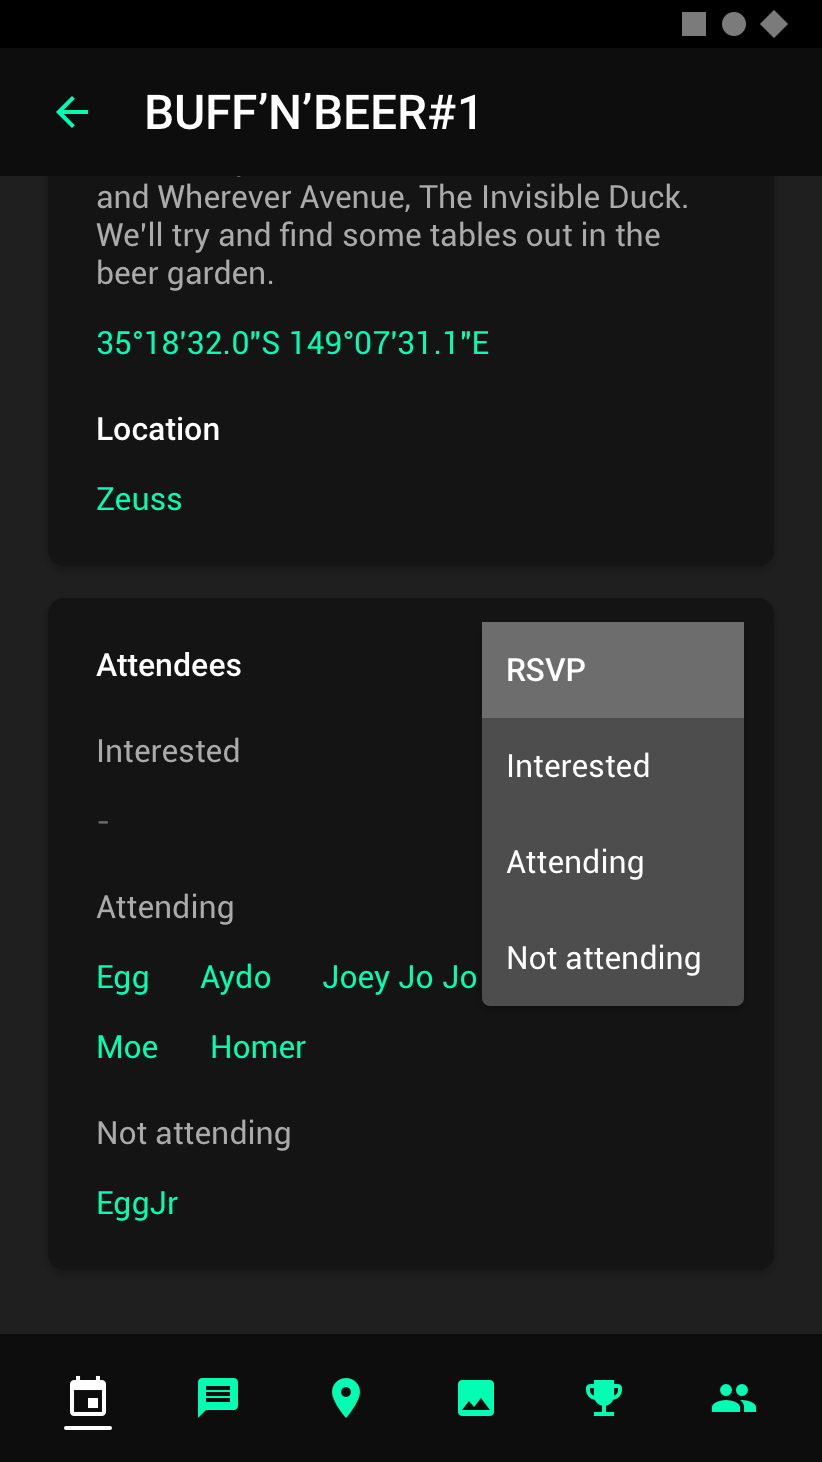 BUFF’N’BEER#1
and Wherever Avenue, The Invisible Duck.
We'll try and find some tables out in the
beer garden.
35°18'32.0"S 149°07'31.1"E
Location
Zeuss
Attendees
RSVP
Interested
Attending
Not attending
Interested
-
Attending
Egg Aydo Joey Jo Jo
Moe Homer
Not attending
EggJr